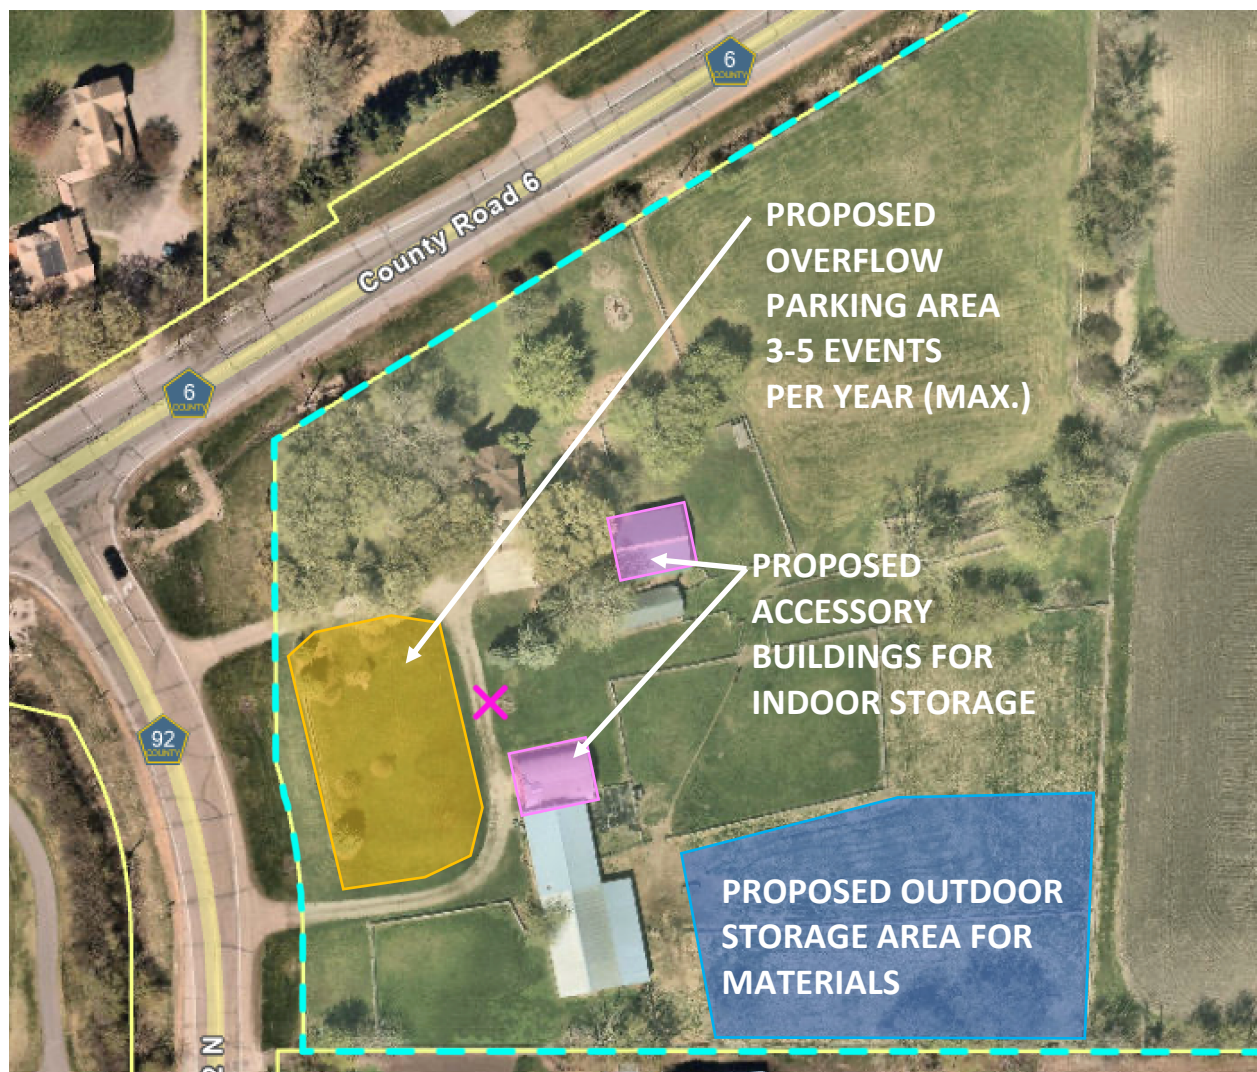 6
COUNTY
County Road 6
PROPOSED
OVERFLOW
PARKING AREA
3-5 EVENTS
PER YEAR (MAX.)
6
COUNTY
PROPOSED
ACCESSORY
BUILDINGS FOR
INDOOR STORAGE
92
COUNTY
PROPOSED OUTDOOR
STORAGE AREA FOR
MATERIALS
2 N